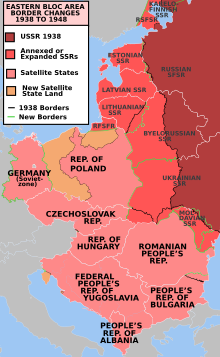 EASTERN BLOC AREA
BORDER CHANGES
1938 TO 1948
USSR 1938
Annexed or
Expanded SSRs
Satellite States
New Satellite
State Land
1938 Borders
New Borders
KARELO-
FINNISH
SSR
RSFSR
ESTONIAN
SSR
RUSSIAN
SFSR
LATVIAN SSR
LITHUANIAN
SSR
RFSFR
BYELORUSSIAN
SSR
REP. OF
POLAND
GERMANY
(Soviet-
zone)
UKRAINIAN
SSR
CZECHOSLOVAK
REP.
MOLD-
AVIAN
SSR
REP. OF
HUNGARY
ROMANIAN
PEOPLE'S
REP.
FEDERAL
PEOPLE'S
REP. OF
YUGOSLAVIA
PEOPLE'S
REP. OF
BULGARIA
PEOPLE'S
REP. OF
ALBANIA